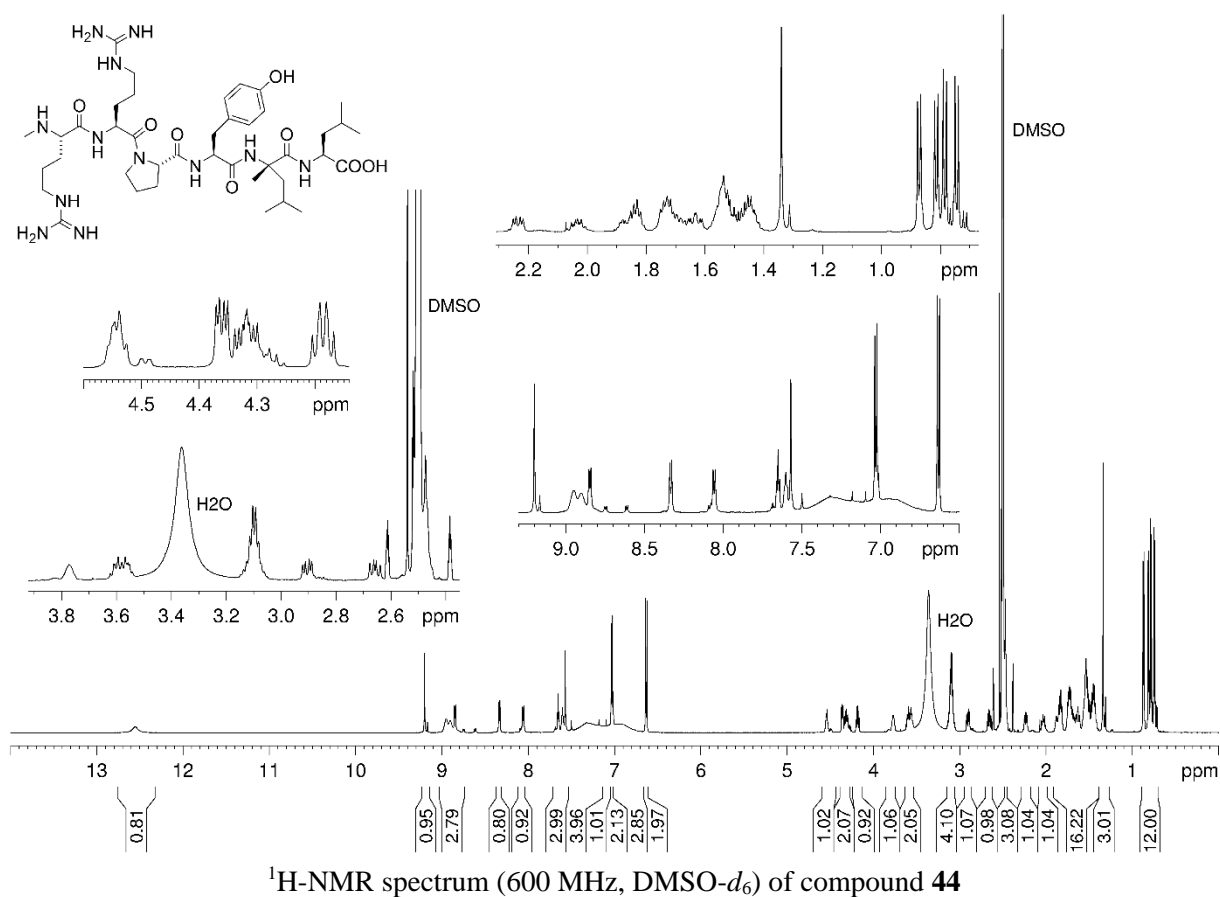 H2N NH
HN
OH
DMSO
H N O H N O N O N H H N O H N O N H COOH
HN
H2N NH
2.2 2.0 1.8 1.6 1.4 1.2 1.0 ppm
DMSO
4.5 4.4 4.3 ppm
H2O
3.8 3.6 3.4 3.2 3.0 2.8 2.6 ppm
9.0 8.5 8.0 7.5 7.0 ppm
H2O
13 12 11 10 9 8 7 6 5 4 3 2 1 ppm
0.81 0.95 2.79 0.80 0.92 2.99 3.96 1.01 2.13 2.85 1.97 1.02 2.07 0.92 1.06 2.05 4.10 1.07 0.98 3.08 1.04 1.04 16.22 3.01 12.00
1H-NMR spectrum (600 MHz, DMSO-d6) of compound 44